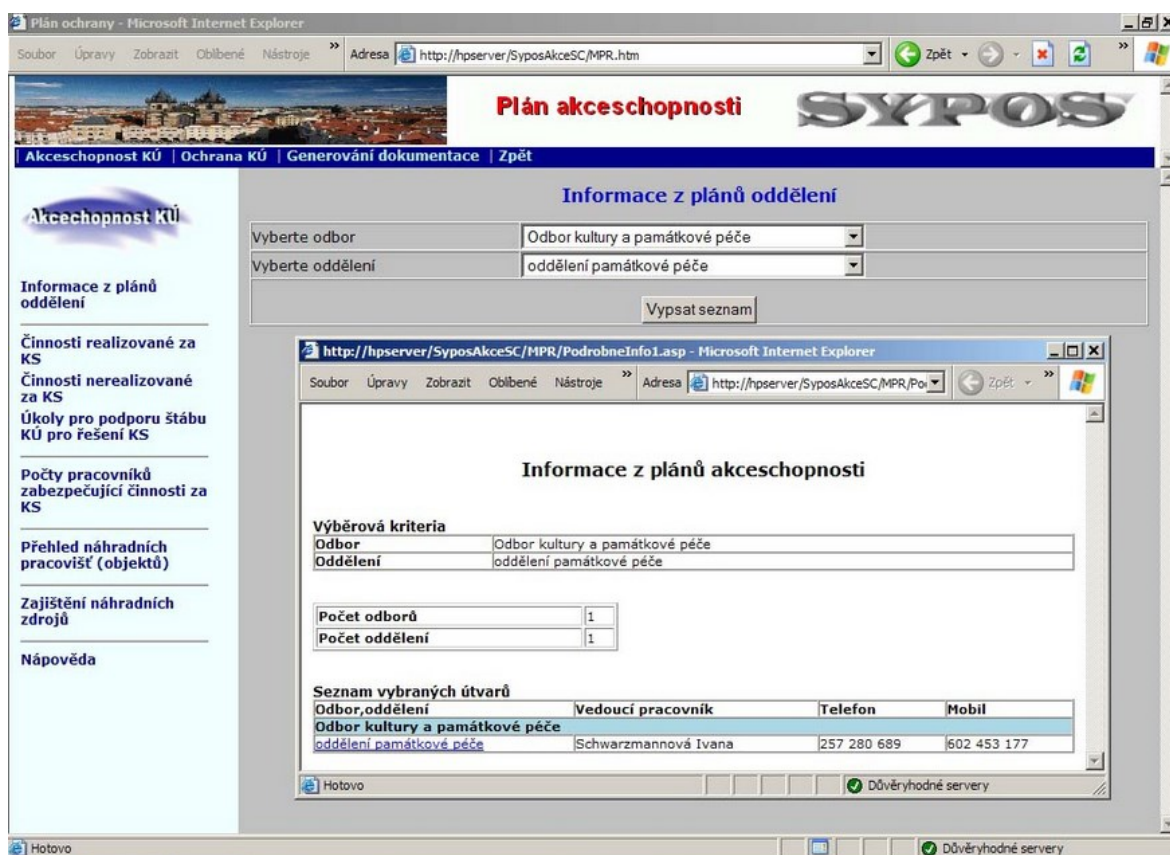 Plán ochrany - Microsoft Internet Explorer
Soubor Úpravy Zobrazit Oblíbené Nástroje » Adresa http://hpserver/SyposAkceSC/MPR.htm Zpět »
Plán akceschopnosti SYPOS
| Akceschopnost KÚ | Ochrana KÚ | Generování dokumentace | Zpět
Akcechopnost KÚ
Informace z plánů
oddělení
Činnosti realizované za
KS
Činnosti nerealizované
za KS
Úkoly pro podporu štábu
KÚ pro řešení KS
Počty pracovníků
zabezpečující činnosti za
KS
Přehled náhradních
pracovišť (objektů)
Zajištění náhradních
zdrojů
Nápověda
Informace z plánů oddělení
Vyberte odbor Odbor kultury a památkové péče
Vyberte oddělení oddělení památkové péče
Vypsat seznam
http://hpserver/SyposAkceSC/MPR/PodrobneInfo1.asp - Microsoft Internet Explorer
Soubor Úpravy Zobrazit Oblíbené Nástroje » Adresa http://hpserver/SyposAkceSC/MPR/Po Zpět »
Informace z plánů akceschopnosti
Výběrová kriteria
Odbor Odbor kultury a památkové péče
Oddělení oddělení památkové péče
Počet odborů 1
Počet oddělení 1
Seznam vybraných útvarů
Odbor,oddělení Vedoucí pracovník Telefon Mobil
Odbor kultury a památkové péče
oddělení památkové péče Schwarzmannová Ivana 257 280 689 602 453 177
Hotovo Důvěryhodné servery
Hotovo Důvěryhodné servery